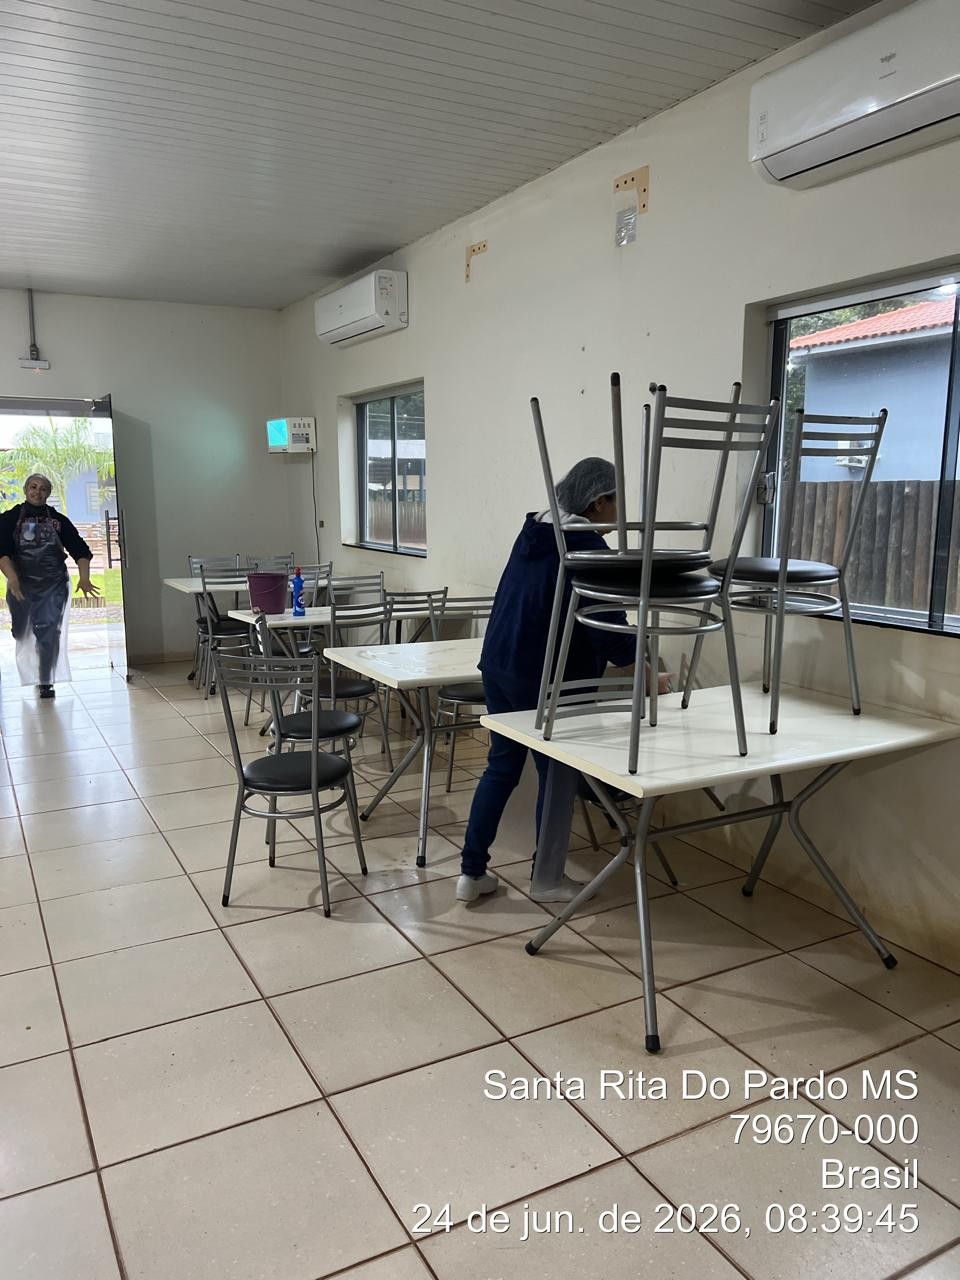 Santa Rita Do Pardo MS
79670-000
Brasil
24 de jun. de 2026, 08:39:45